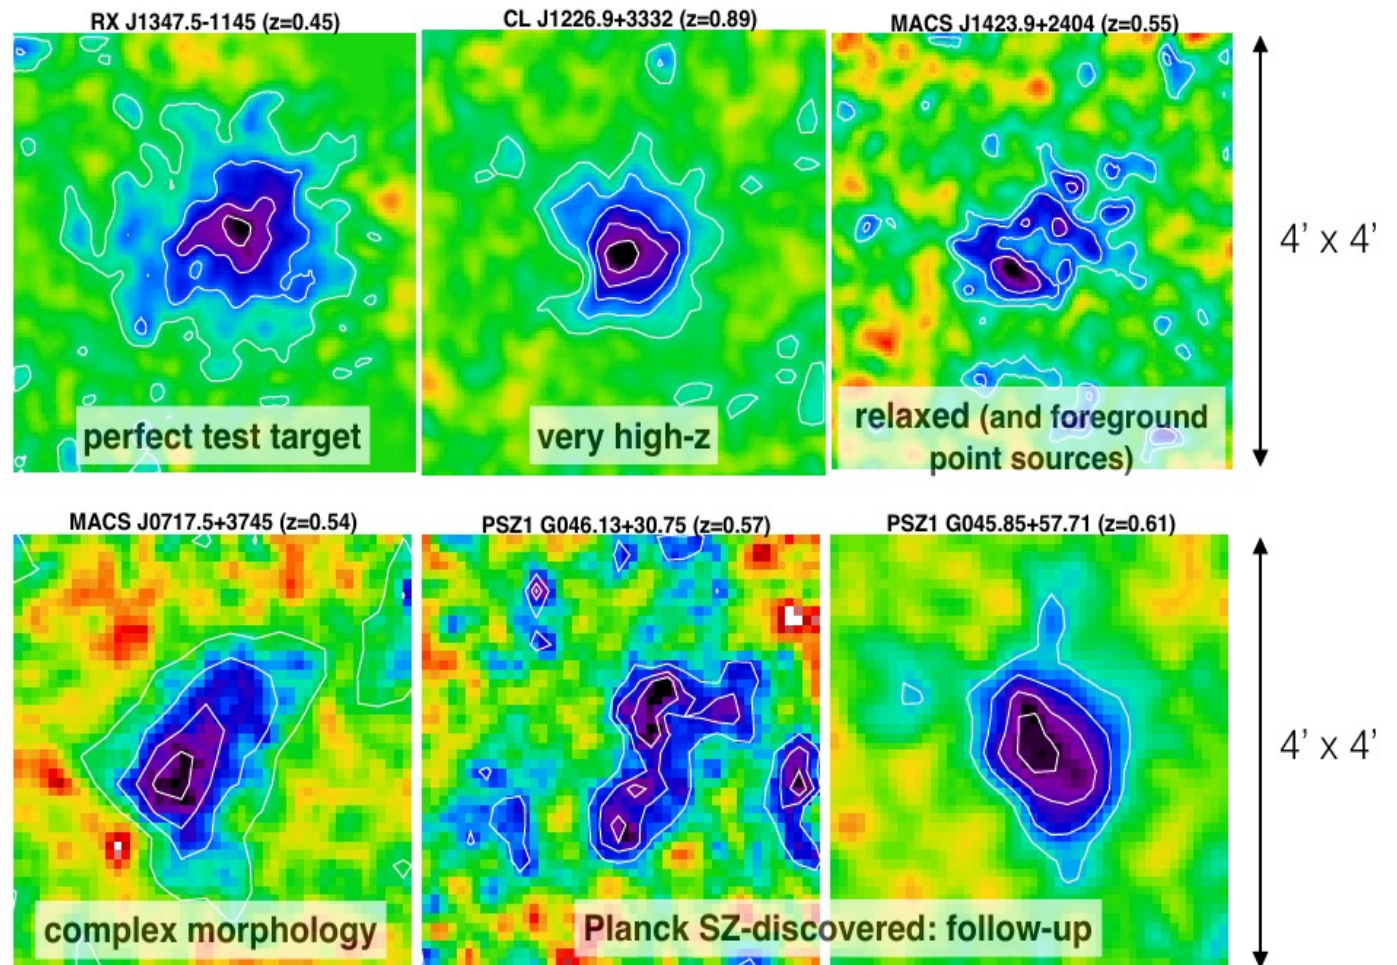 RX J1347.5-1145 (z=0.45)
CL J1226.9+3332 (z=0.89)
MACS J1423.9+2404 (z=0.55)
4' x 4'
perfect test target
very high-z
relaxed (and foreground
point sources)
MACS J0717.5+3745 (z=0.54)
PSZ1 G046.13+30.75 (z=0.57)
PSZ1 G045.85+57.71 (z=0.61)
4' x 4'
complex morphology
Planck SZ-discovered: follow-up